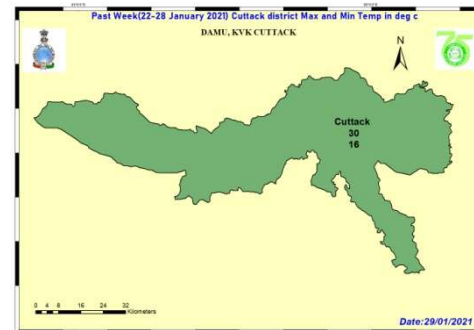 Past Week(22-28 January 2021) Cuttack district Max and Min Temp in deg c
DAMU, KVK CUTTACK
N
75
Cuttack
30
16
0 4 8 16 24 32
Kilometers
Date:29/01/2021